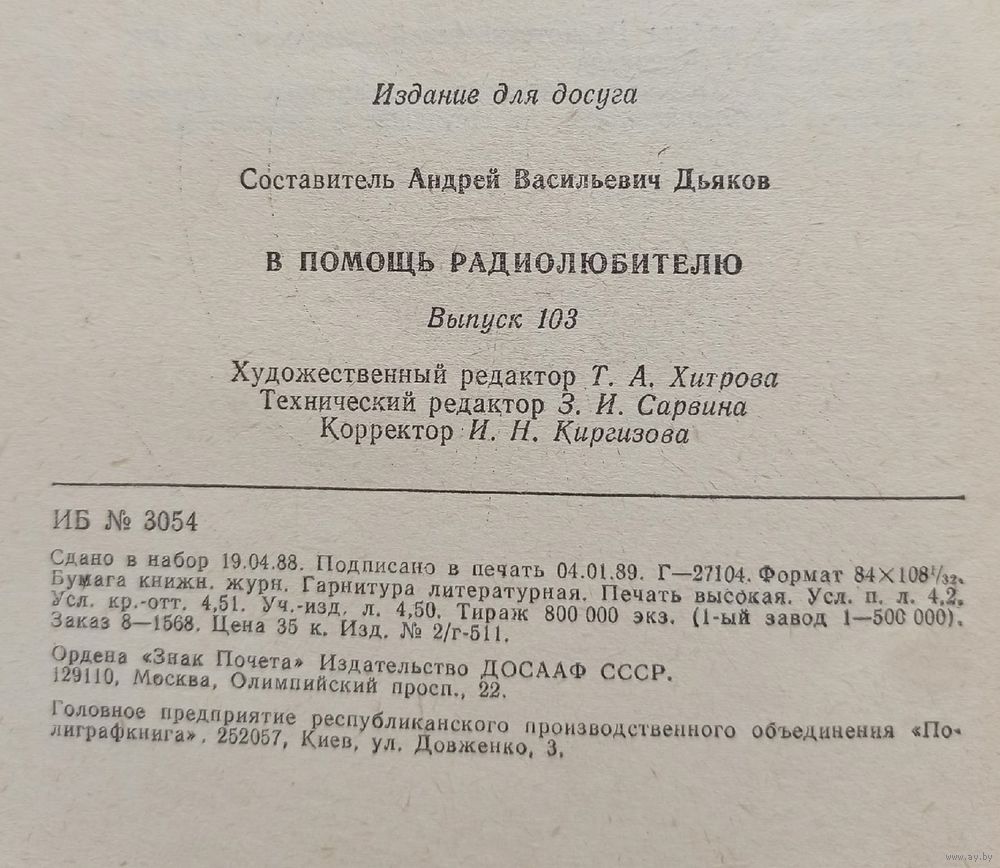 Издание для досуга
Составитель Андрей Васильевич Дьяков
В ПОМОЩЬ РАДИОЛЮБИТЕЛЮ
Выпуск 103
Художественный редактор Т. А. Хитрова
Технический редактор З. И. Сарвина
Корректор И. Н. Киргизова
ИБ № 3054
Сдано в набор 19.04.88. Подписано в печать 04.01.89. Г—27104. Формат 84×108¹/₃₂.
Бумага книжн. журн. Гарнитура литературная. Печать высокая. Усл. п. л. 4,2.
Усл. кр.-отт. 4,51. Уч.-изд. л. 4,50. Тираж 800 000 экз. (1-ый завод 1—500 000).
Заказ 8—1568. Цена 35 к. Изд. № 2/г-511.
Ордена «Знак Почета» Издательство ДОСААФ СССР.
129110, Москва, Олимпийский просп., 22.
Головное предприятие республиканского производственного объединения «По-
лиграфкнига». 252057, Киев, ул. Довженко, 3.
www.ay.by